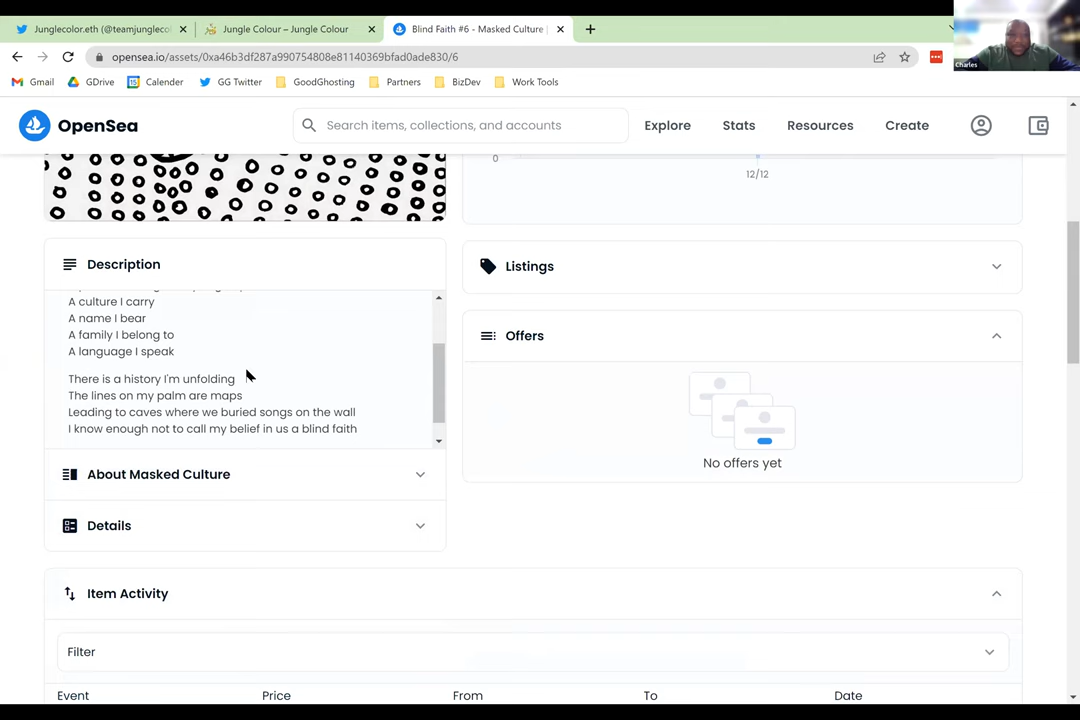 Junglecolor.eth (@teamjunglecol
Jungle Colour – Jungle Colour
Blind Faith #6 - Masked Culture |
opensea.io/assets/0xa46b3df287a990754808e81140369bfad0ade830/6
Gmail
GDrive
Calender
GG Twitter
GoodGhosting
Partners
BizDev
Work Tools
Charles
OpenSea
Search items, collections, and accounts
Explore
Stats
Resources
Create
0
12/12
Description
A culture I carry
A name I bear
A family I belong to
A language I speak
There is a history I'm unfolding
The lines on my palm are maps
Leading to caves where we buried songs on the wall
I know enough not to call my belief in us a blind faith
About Masked Culture
Details
Listings
Offers
No offers yet
Item Activity
Filter
Event Price From To Date